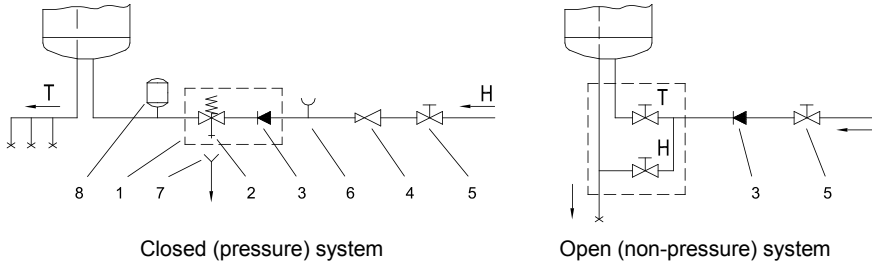 T
H
8 1 7 2 3 6 4 5
Closed (pressure) system
T
H
3 5
Open (non-pressure) system